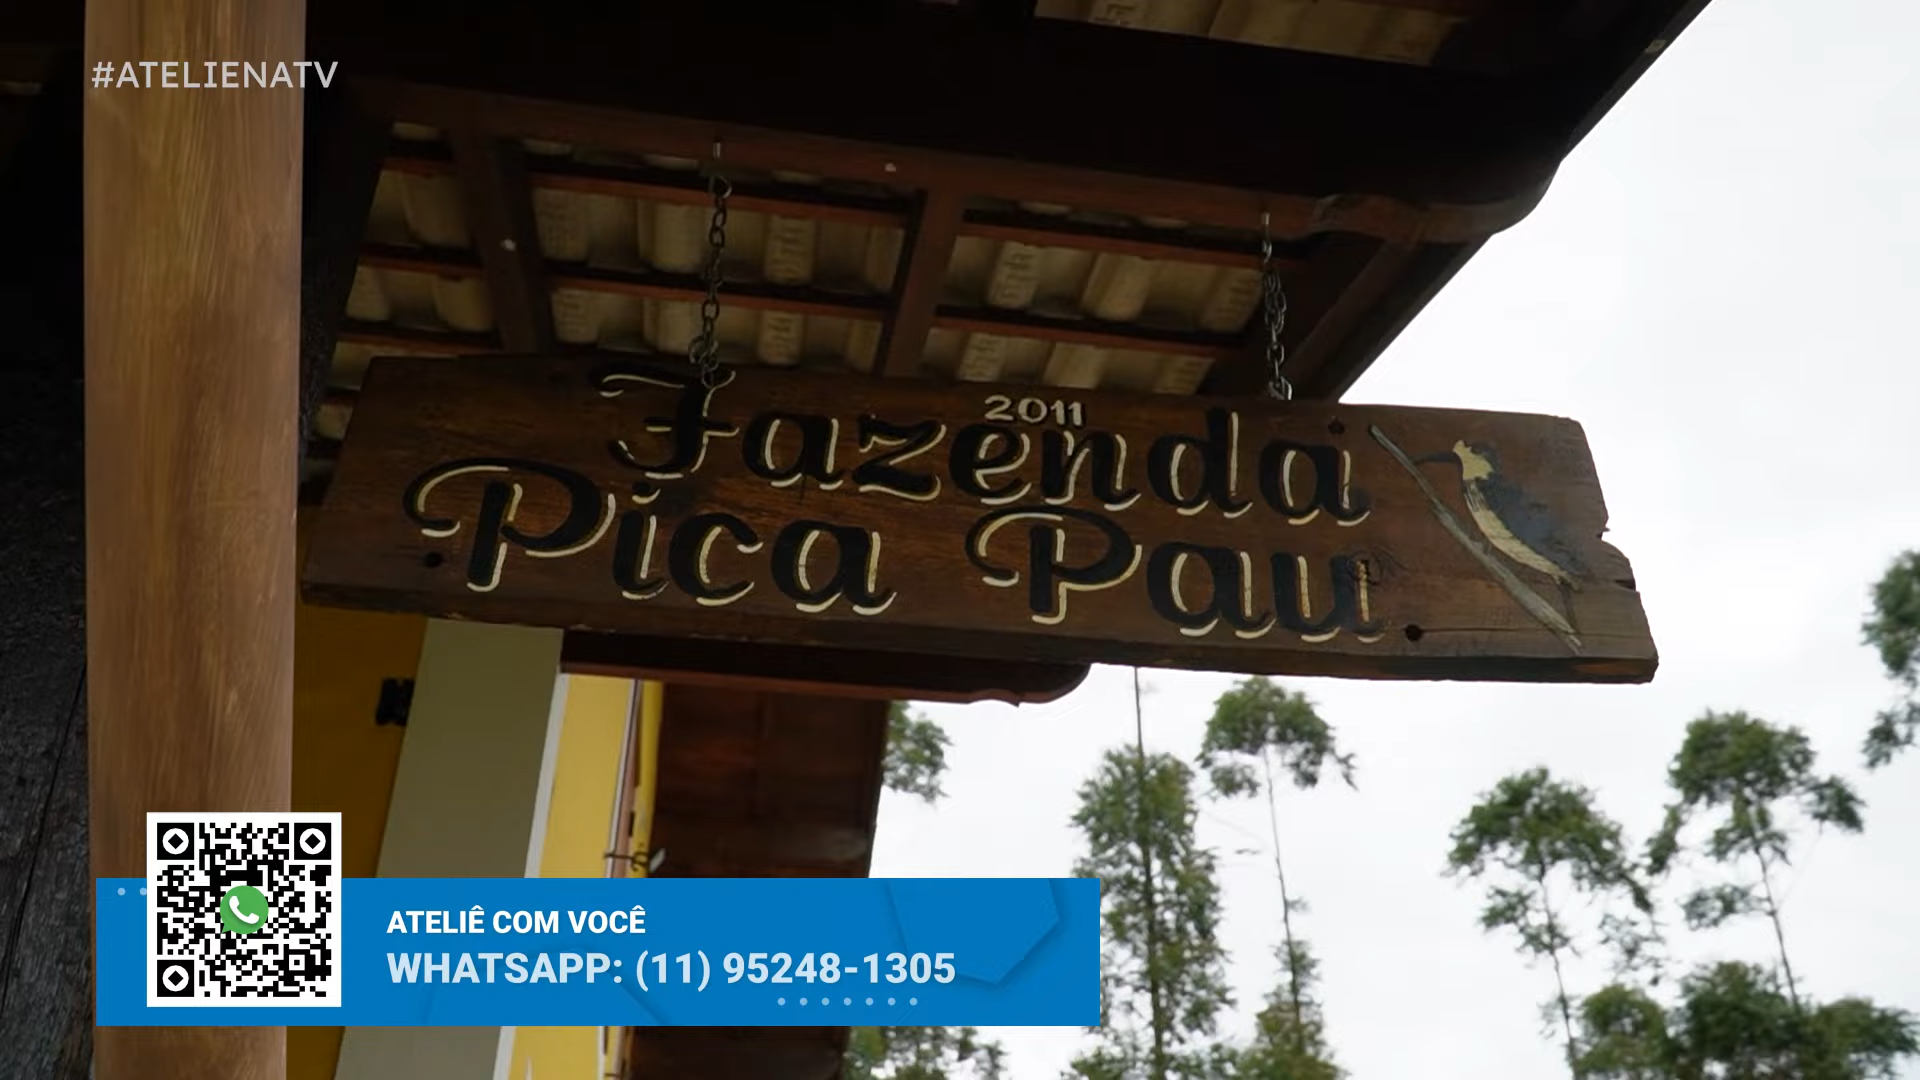 #ATELIENATV
2011
Fazenda
Pica Pau
ATELIÊ COM VOCÊ
WHATSAPP: (11) 95248-1305